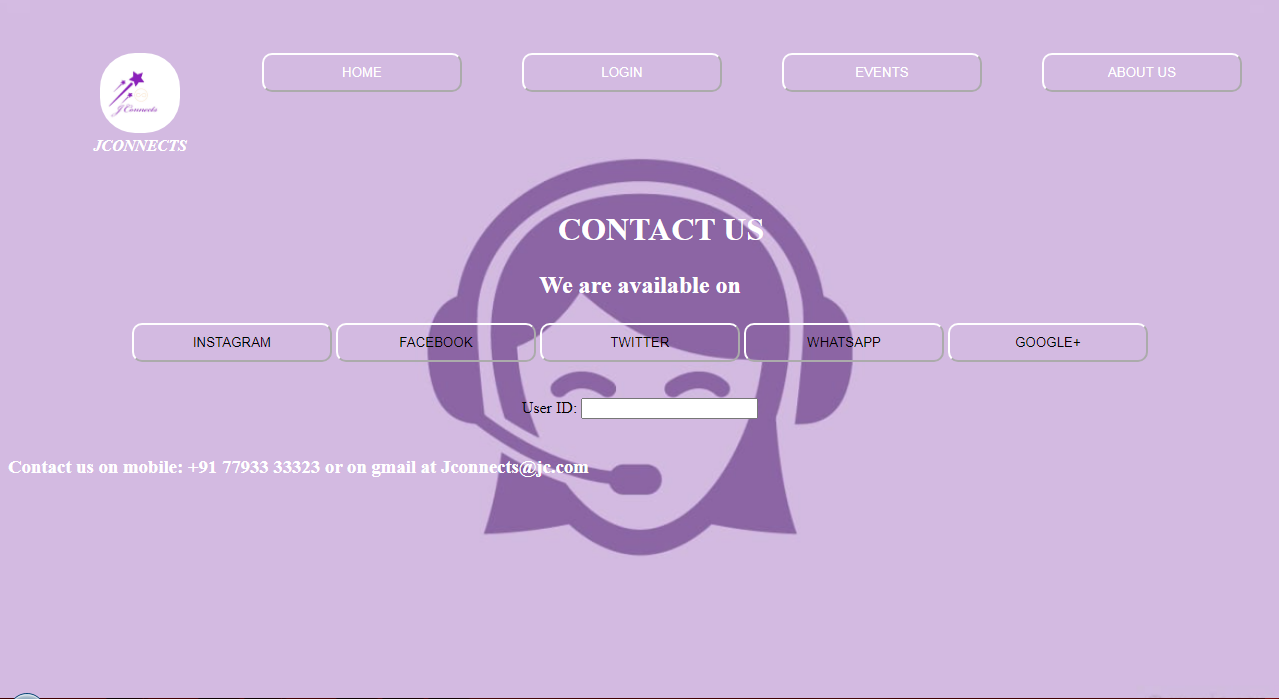 HOME LOGIN EVENTS ABOUT US
J Connects
JCONNECTS
CONTACT US
We are available on
INSTAGRAM FACEBOOK TWITTER WHATSAPP GOOGLE+
User ID:
Contact us on mobile: +91 77933 33323 or on gmail at Jconnects@jc.com